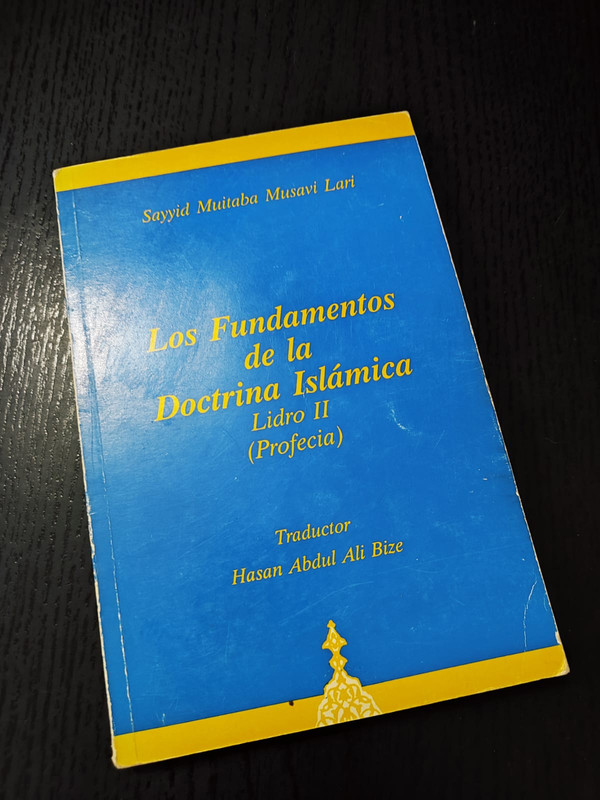 Sayyid Muitaba Musavi Lari
Los Fundamentos
de la
Doctrina Islámica
Lidro II
(Profecia)
Traductor
Hasan Abdul Ali Bize